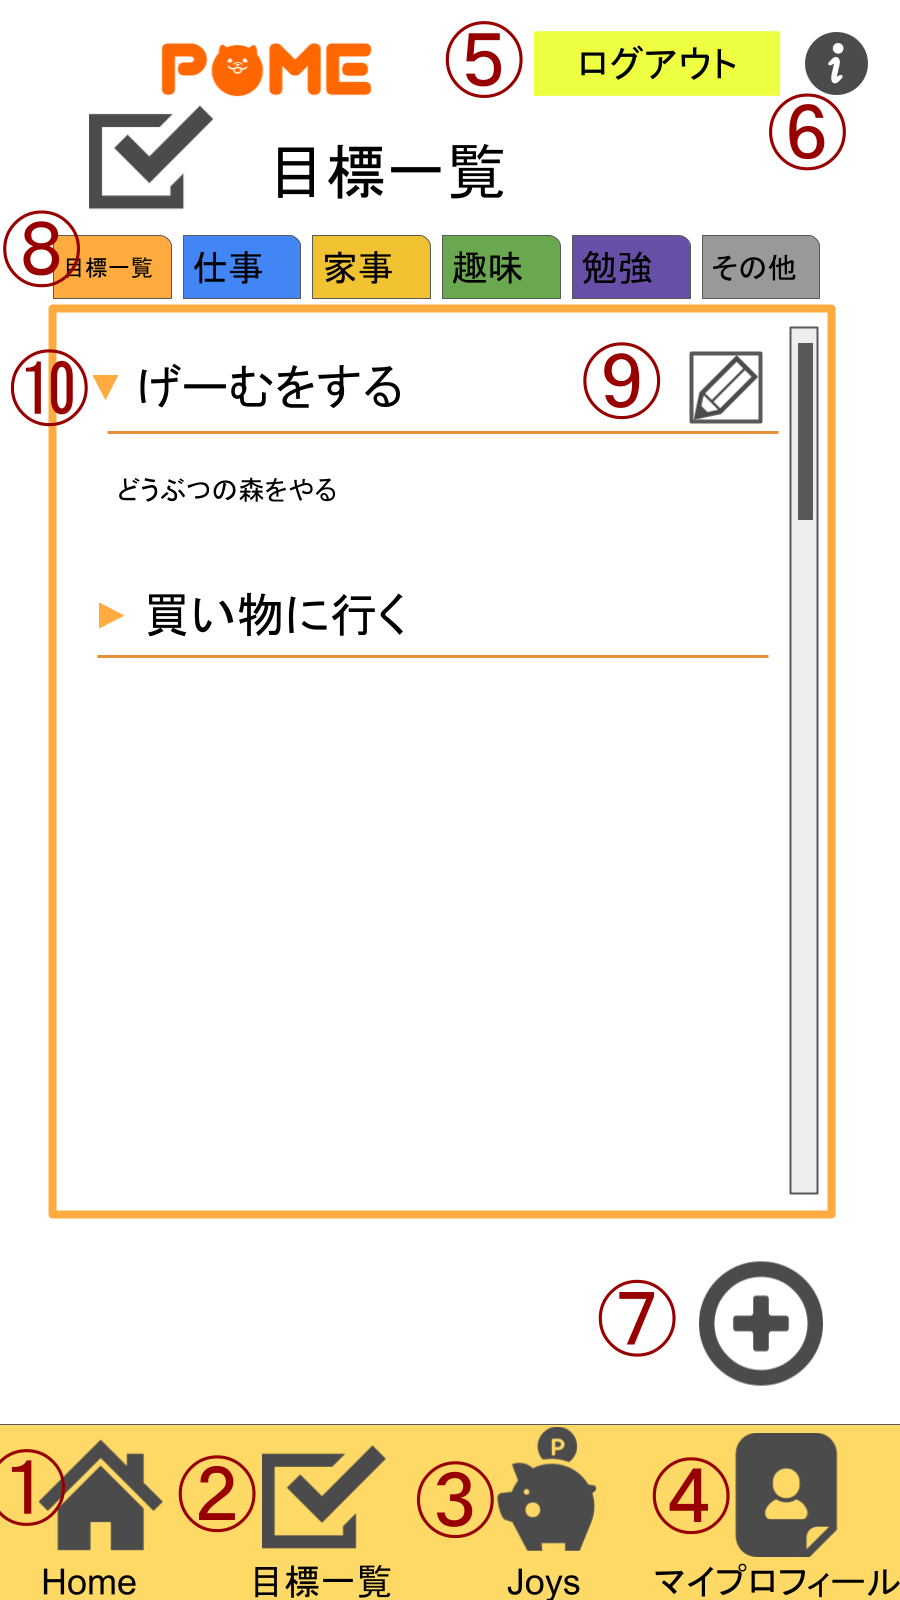 POME
⑤ ログアウト
⑥
目標一覧
⑧ 目標一覧 仕事 家事 趣味 勉強 その他
⑩ ▼ げーむをする ⑨
どうぶつの森をやる
▶ 買い物に行く
⑦
① ② ③ P ④
Home 目標一覧 Joys マイプロフィール